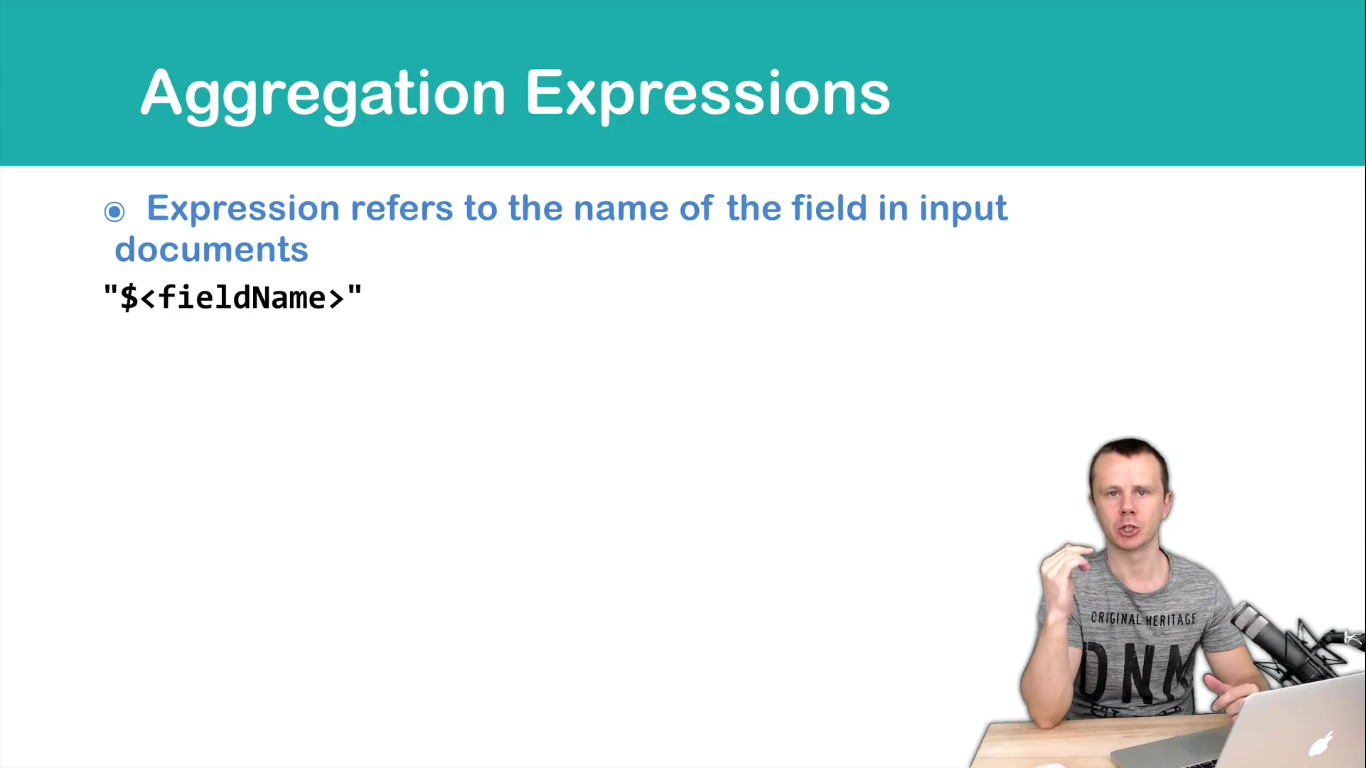 Aggregation Expressions
Expression refers to the name of the field in input
documents
"$<fieldName>"
ORIGINAL HERITAGE
DNM